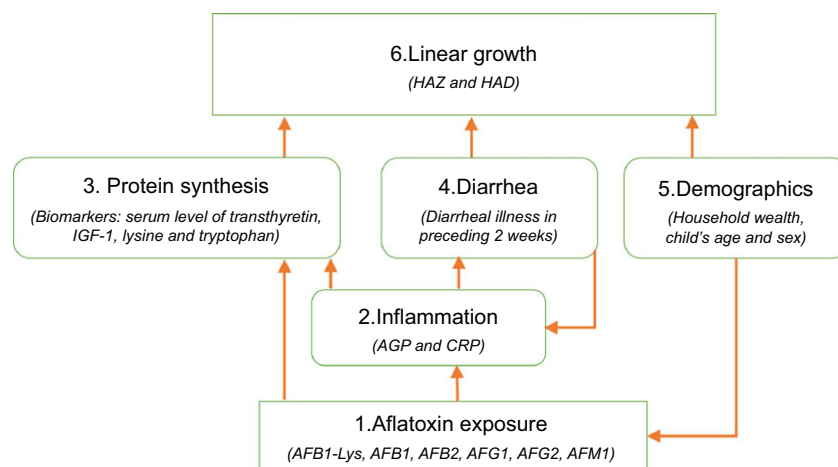 6.Linear growth
(HAZ and HAD)
3. Protein synthesis
(Biomarkers: serum level of transthyretin,
IGF-1, lysine and tryptophan)
4.Diarrhea
(Diarrheal illness in
preceding 2 weeks)
5.Demographics
(Household wealth,
child's age and sex)
2.Inflammation
(AGP and CRP)
1.Aflatoxin exposure
(AFB1-Lys, AFB1, AFB2, AFG1, AFG2, AFM1)